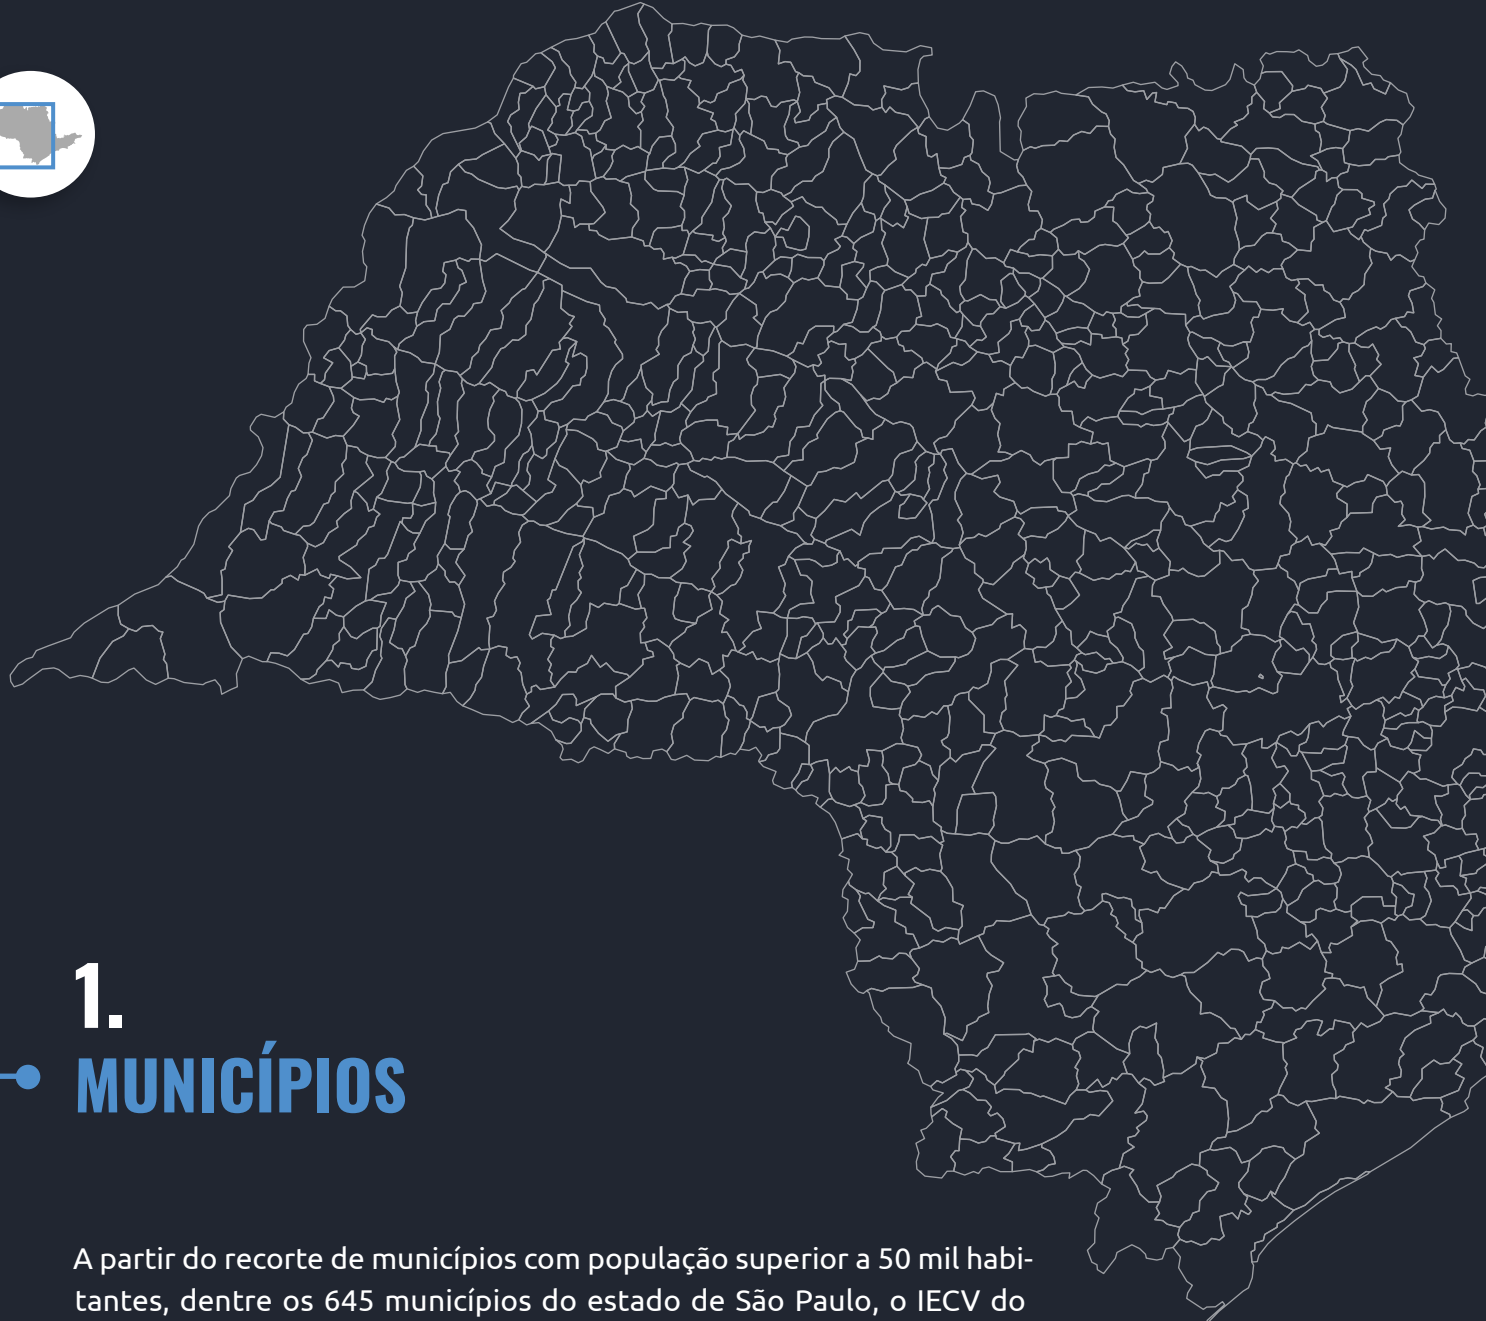 1.
MUNICÍPIOS
A partir do recorte de municípios com população superior a 50 mil habi-
tantes, dentre os 645 municípios do estado de São Paulo, o IECV do